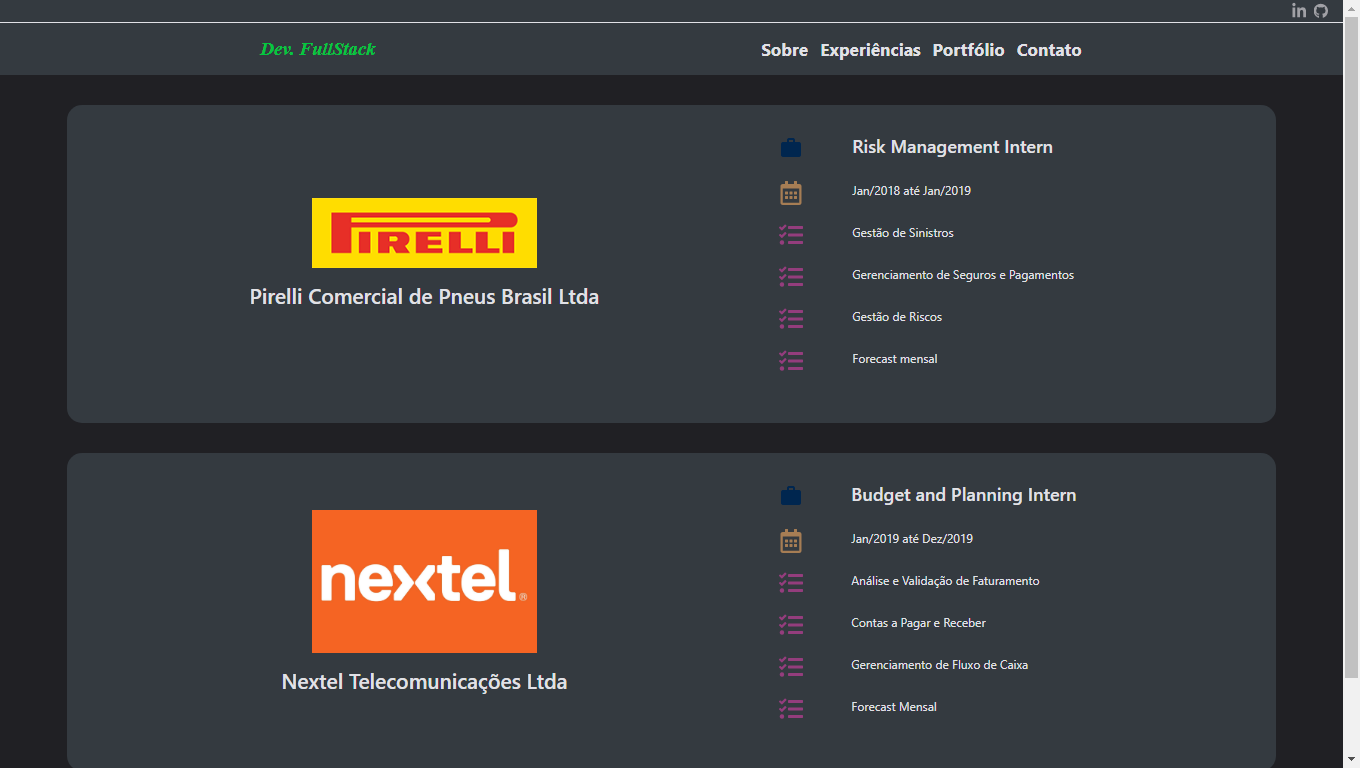 in
Dev. FullStack
Sobre Experiências Portfólio Contato
PIRELLI
Pirelli Comercial de Pneus Brasil Ltda
Risk Management Intern
Jan/2018 até Jan/2019
Gestão de Sinistros
Gerenciamento de Seguros e Pagamentos
Gestão de Riscos
Forecast mensal
nextel®
Nextel Telecomunicações Ltda
Budget and Planning Intern
Jan/2019 até Dez/2019
Análise e Validação de Faturamento
Contas a Pagar e Receber
Gerenciamento de Fluxo de Caixa
Forecast Mensal